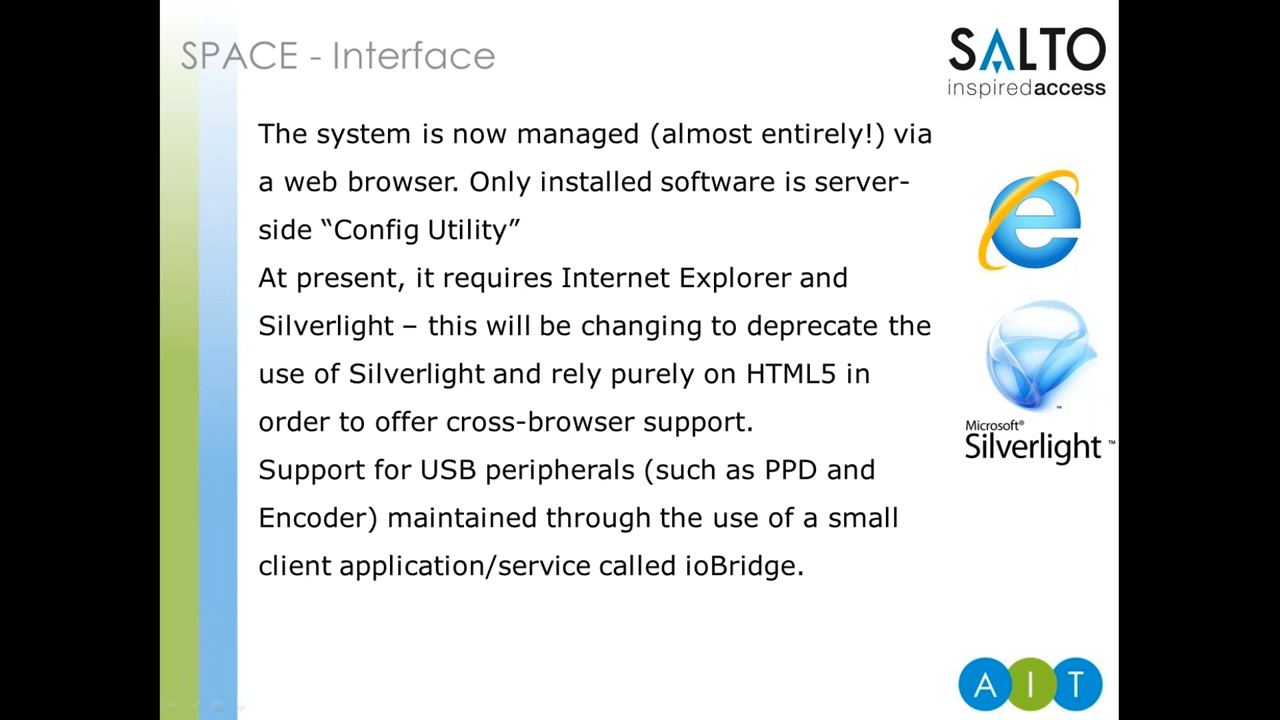 SPACE - Interface
SALTO
inspiredaccess
The system is now managed (almost entirely!) via
a web browser. Only installed software is server-
side “Config Utility”
At present, it requires Internet Explorer and
Silverlight – this will be changing to deprecate the
use of Silverlight and rely purely on HTML5 in
order to offer cross-browser support.
Support for USB peripherals (such as PPD and
Encoder) maintained through the use of a small
client application/service called ioBridge.
e
Microsoft®
Silverlight™
AIT